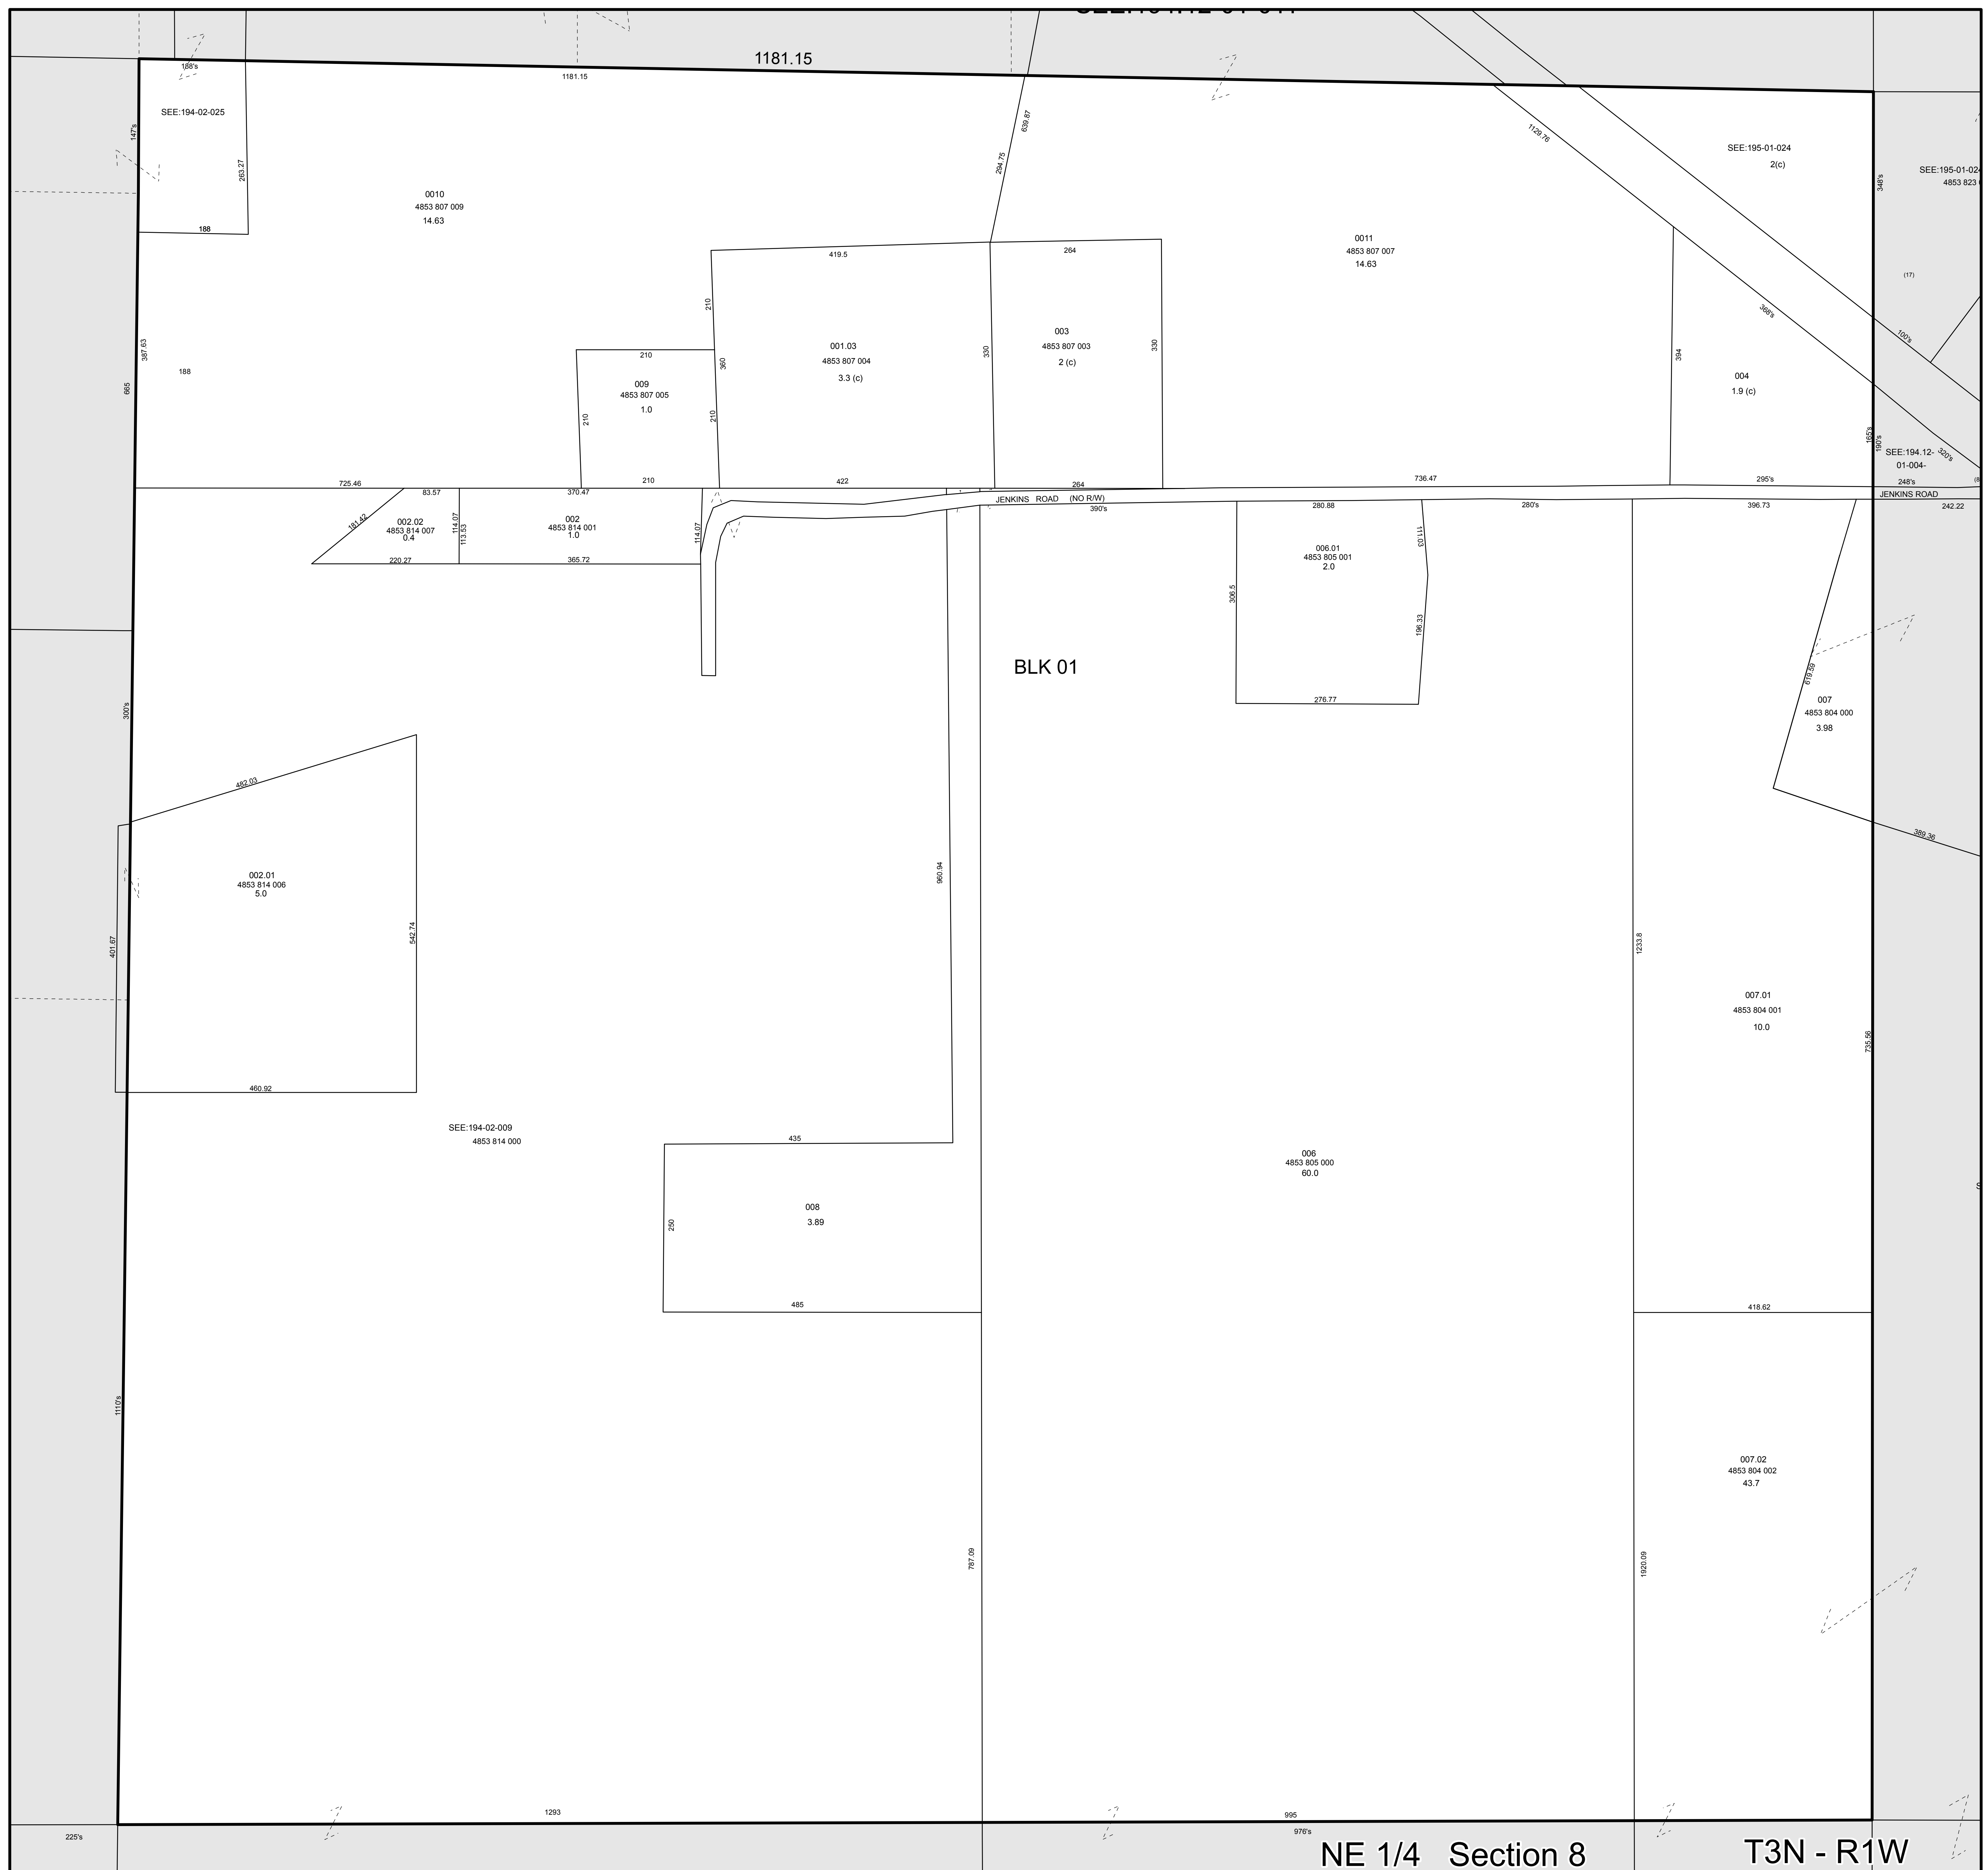 1181.15
188's
1181.15
SEE:194-02-025
147's
263.27
188
0010
4853 807 009
14.63
639.87
294.75
1129.76
SEE:195-01-024
2(c)
348's
SEE:195-01-024
4853 823
(17)
0011
4853 807 007
14.63
419.5
264
210
387.63
188
665
210
360
009
4853 807 005
1.0
210
210
001.03
4853 807 004
3.3 (c)
330
003
4853 807 003
2 (c)
330
368's
100's
394
004
1.9 (c)
165's
190's
SEE:194.12-
01-004-
320's
248's
(8
725.46
83.57
370.47
210
422
264
736.47
295's
JENKINS ROAD (NO R/W)
JENKINS ROAD
390's
280.88
280's
396.73
242.22
181.42
002.02
4853 814 007
0.4
114.07
113.53
002
4853 814 001
1.0
114.07
220.27
365.72
111.03
006.01
4853 805 001
2.0
306.5
196.33
276.77
BLK 01
619.59
007
4853 804 000
3.98
389.36
300's
482.03
002.01
4853 814 006
5.0
401.67
542.74
460.92
960.94
1233.8
007.01
4853 804 001
10.0
735.56
SEE:194-02-009
4853 814 000
435
006
4853 805 000
60.0
S
008
3.89
250
485
418.62
1110's
007.02
4853 804 002
43.7
787.09
1920.09
1293
995
225's
976's
NE 1/4 Section 8
T3N - R1W